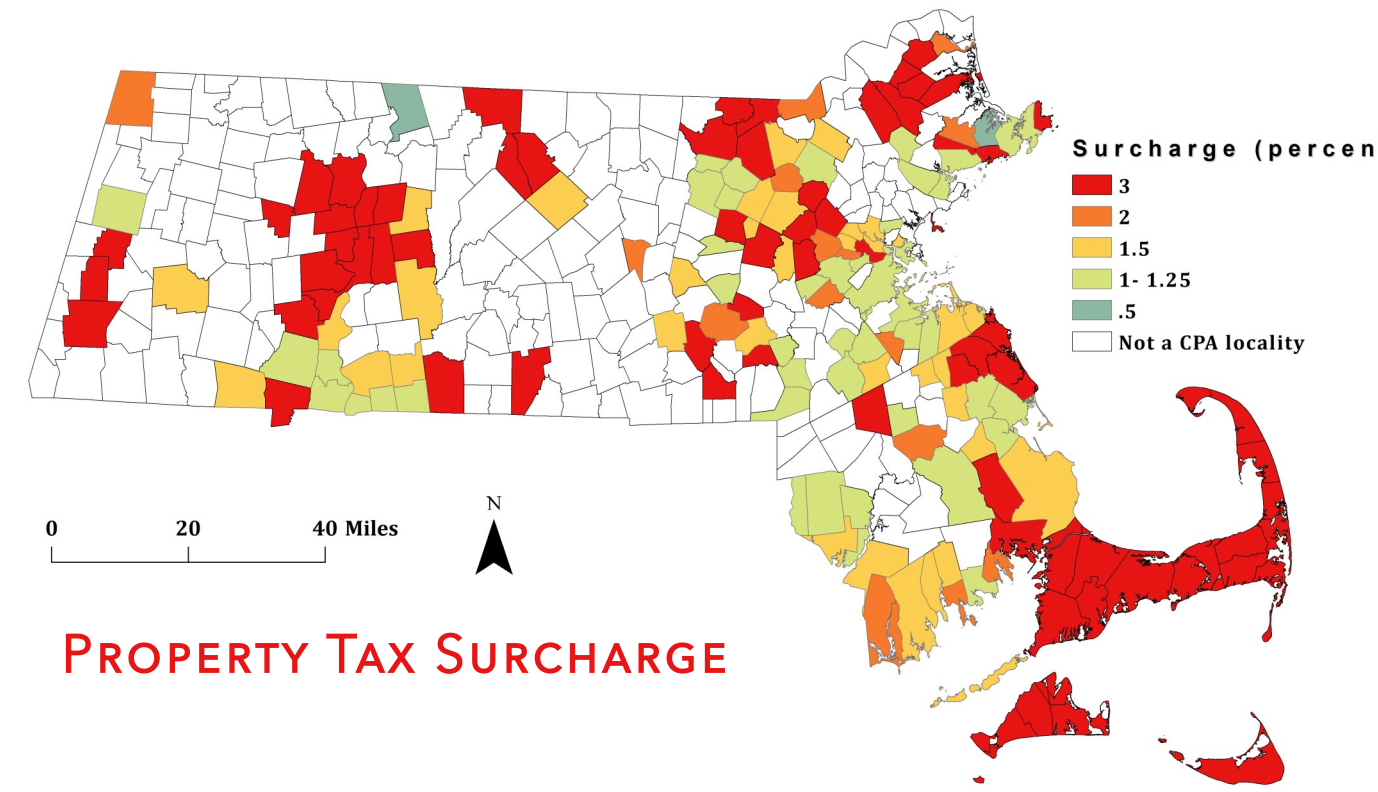 Surcharge (percen
3
2
1.5
1- 1.25
.5
Not a CPA locality
N
0 20 40 Miles
Property Tax Surcharge